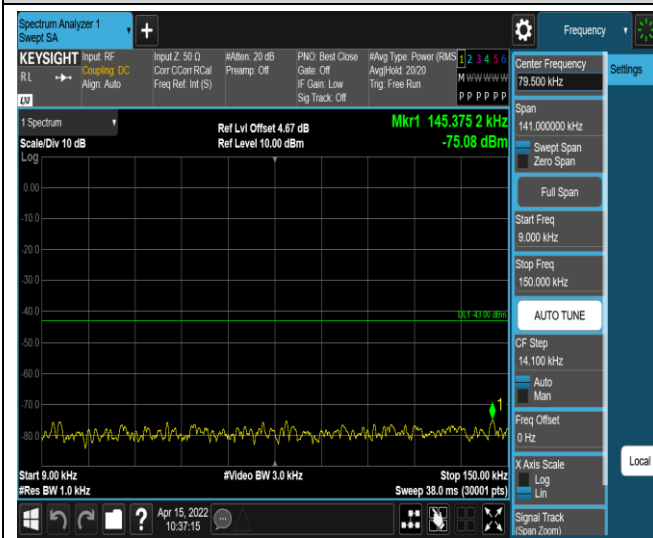 Spectrum Analyzer 1
Swept SA
+
Frequency
KEYSIGHT
RL
LXI
Input: RF
Coupling: DC
Align: Auto
Input Z: 50 Ω
Corr CCorr RCal
Freq Ref: Int (S)
#Atten: 20 dB
Preamp: Off
PNO: Best Close
Gate: Off
IF Gain: Low
Sig Track: Off
#Avg Type: Power (RMS
Avg|Hold: 20/20
Trig: Free Run
1 2 3 4 5 6
M W W W W W
P P P P P P
Center Frequency
79.500 kHz
Settings
1 Spectrum
Scale/Div 10 dB
Log
Ref Lvl Offset 4.67 dB
Ref Level 10.00 dBm
Mkr1 145.375 2 kHz
-75.08 dBm
Span
141.000000 kHz
Swept Span
Zero Span
Full Span
Start Freq
9.000 kHz
Stop Freq
150.000 kHz
AUTO TUNE
CF Step
14.100 kHz
Auto
Man
Freq Offset
0 Hz
X Axis Scale
Log
Lin
Local
Signal Track
(Span Zoom)
0.00
-10.0
-20.0
-30.0
-40.0
DL1 -43.00 dBm
-50.0
-60.0
-70.0
1
-80.0
Start 9.00 kHz
#Res BW 1.0 kHz
#Video BW 3.0 kHz
Stop 150.00 kHz
Sweep 38.0 ms (30001 pts)
?
Apr 15, 2022
10:37:15